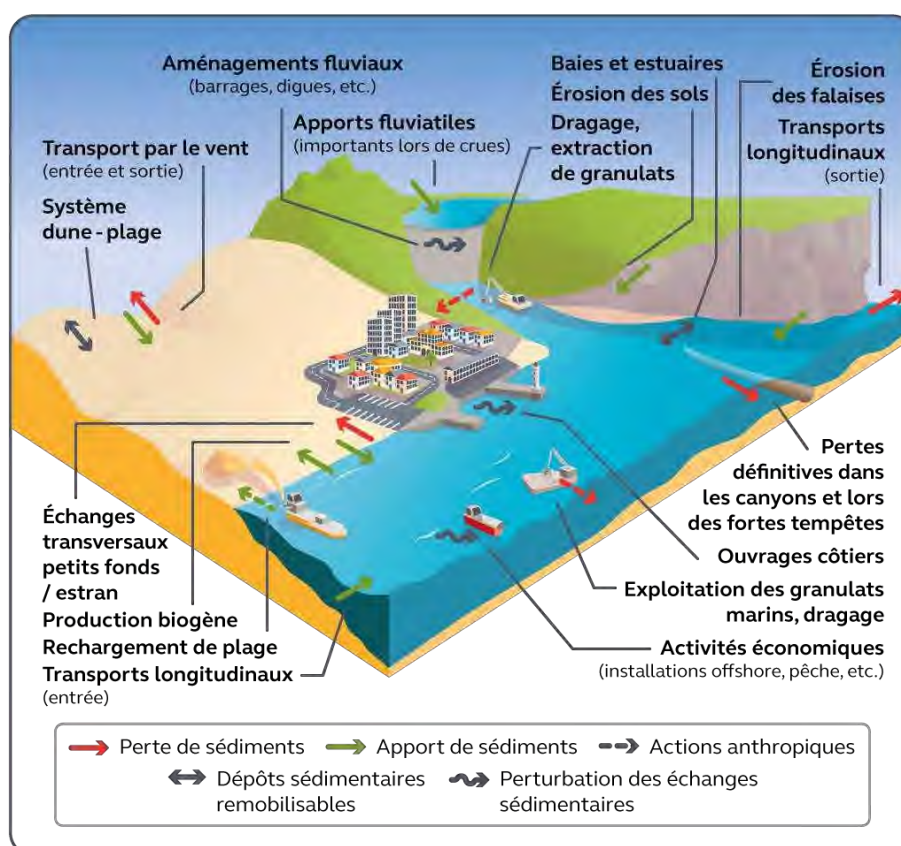 Aménagements fluviaux
(barrages, digues, etc.)
Apports fluviatiles
(importants lors de crues)
Baies et estuaires
Érosion des sols
Dragage,
extraction
de granulats
Érosion
des falaises
Transports
longitudinaux
(sortie)
Transport par le vent
(entrée et sortie)
Système
dune - plage
Échanges
transversaux
petits fonds
/ estran
Production biogène
Rechargement de plage
Transports longitudinaux
(entrée)
Pertes
définitives dans
les canyons et lors
des fortes tempêtes
Ouvrages côtiers
Exploitation des granulats
marins, dragage
Activités économiques
(installations offshore, pêche, etc.)
Perte de sédiments
Apport de sédiments
Actions anthropiques
Dépôts sédimentaires
remobilisables
Perturbation des échanges
sédimentaires